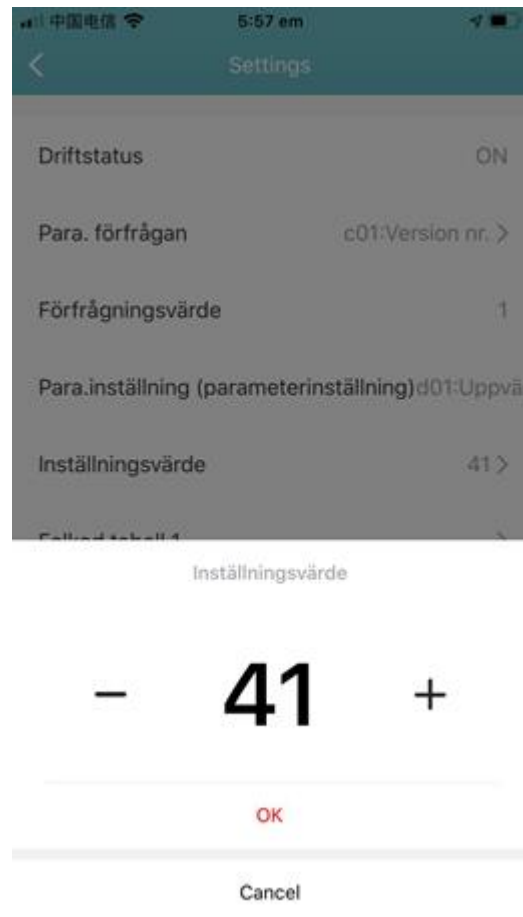 中国电信 5:57 em
Settings
Driftstatus ON
Para. förfrågan c01:Version nr. >
Förfrågningsvärde 1
Para.inställning (parameterinställning)d01:Uppvä
Inställningsvärde 41 >
Inställningsvärde
− 41 +
OK
Cancel